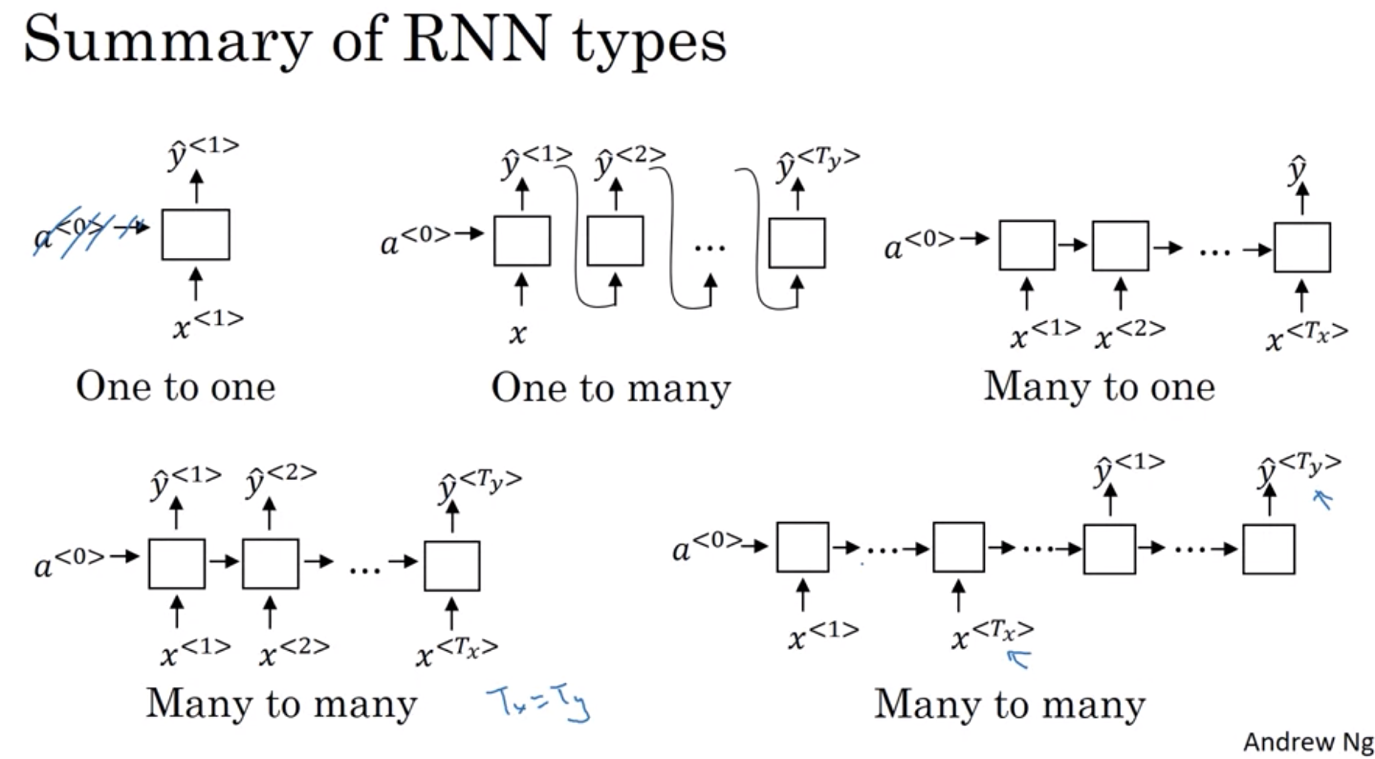 Summary of RNN types
ŷ<1>
a<0>
x<1>
One to one
ŷ<1> ŷ<2> ŷ<Ty>
a<0> ...
x
One to many
ŷ
a<0> ...
x<1> x<2> x<Tx>
Many to one
ŷ<1> ŷ<2> ŷ<Ty>
a<0> ...
x<1> x<2> x<Tx>
Many to many Tx=Ty
ŷ<1> ŷ<Ty>
a<0> ... ... ...
x<1> x<Tx>
Many to many
Andrew Ng